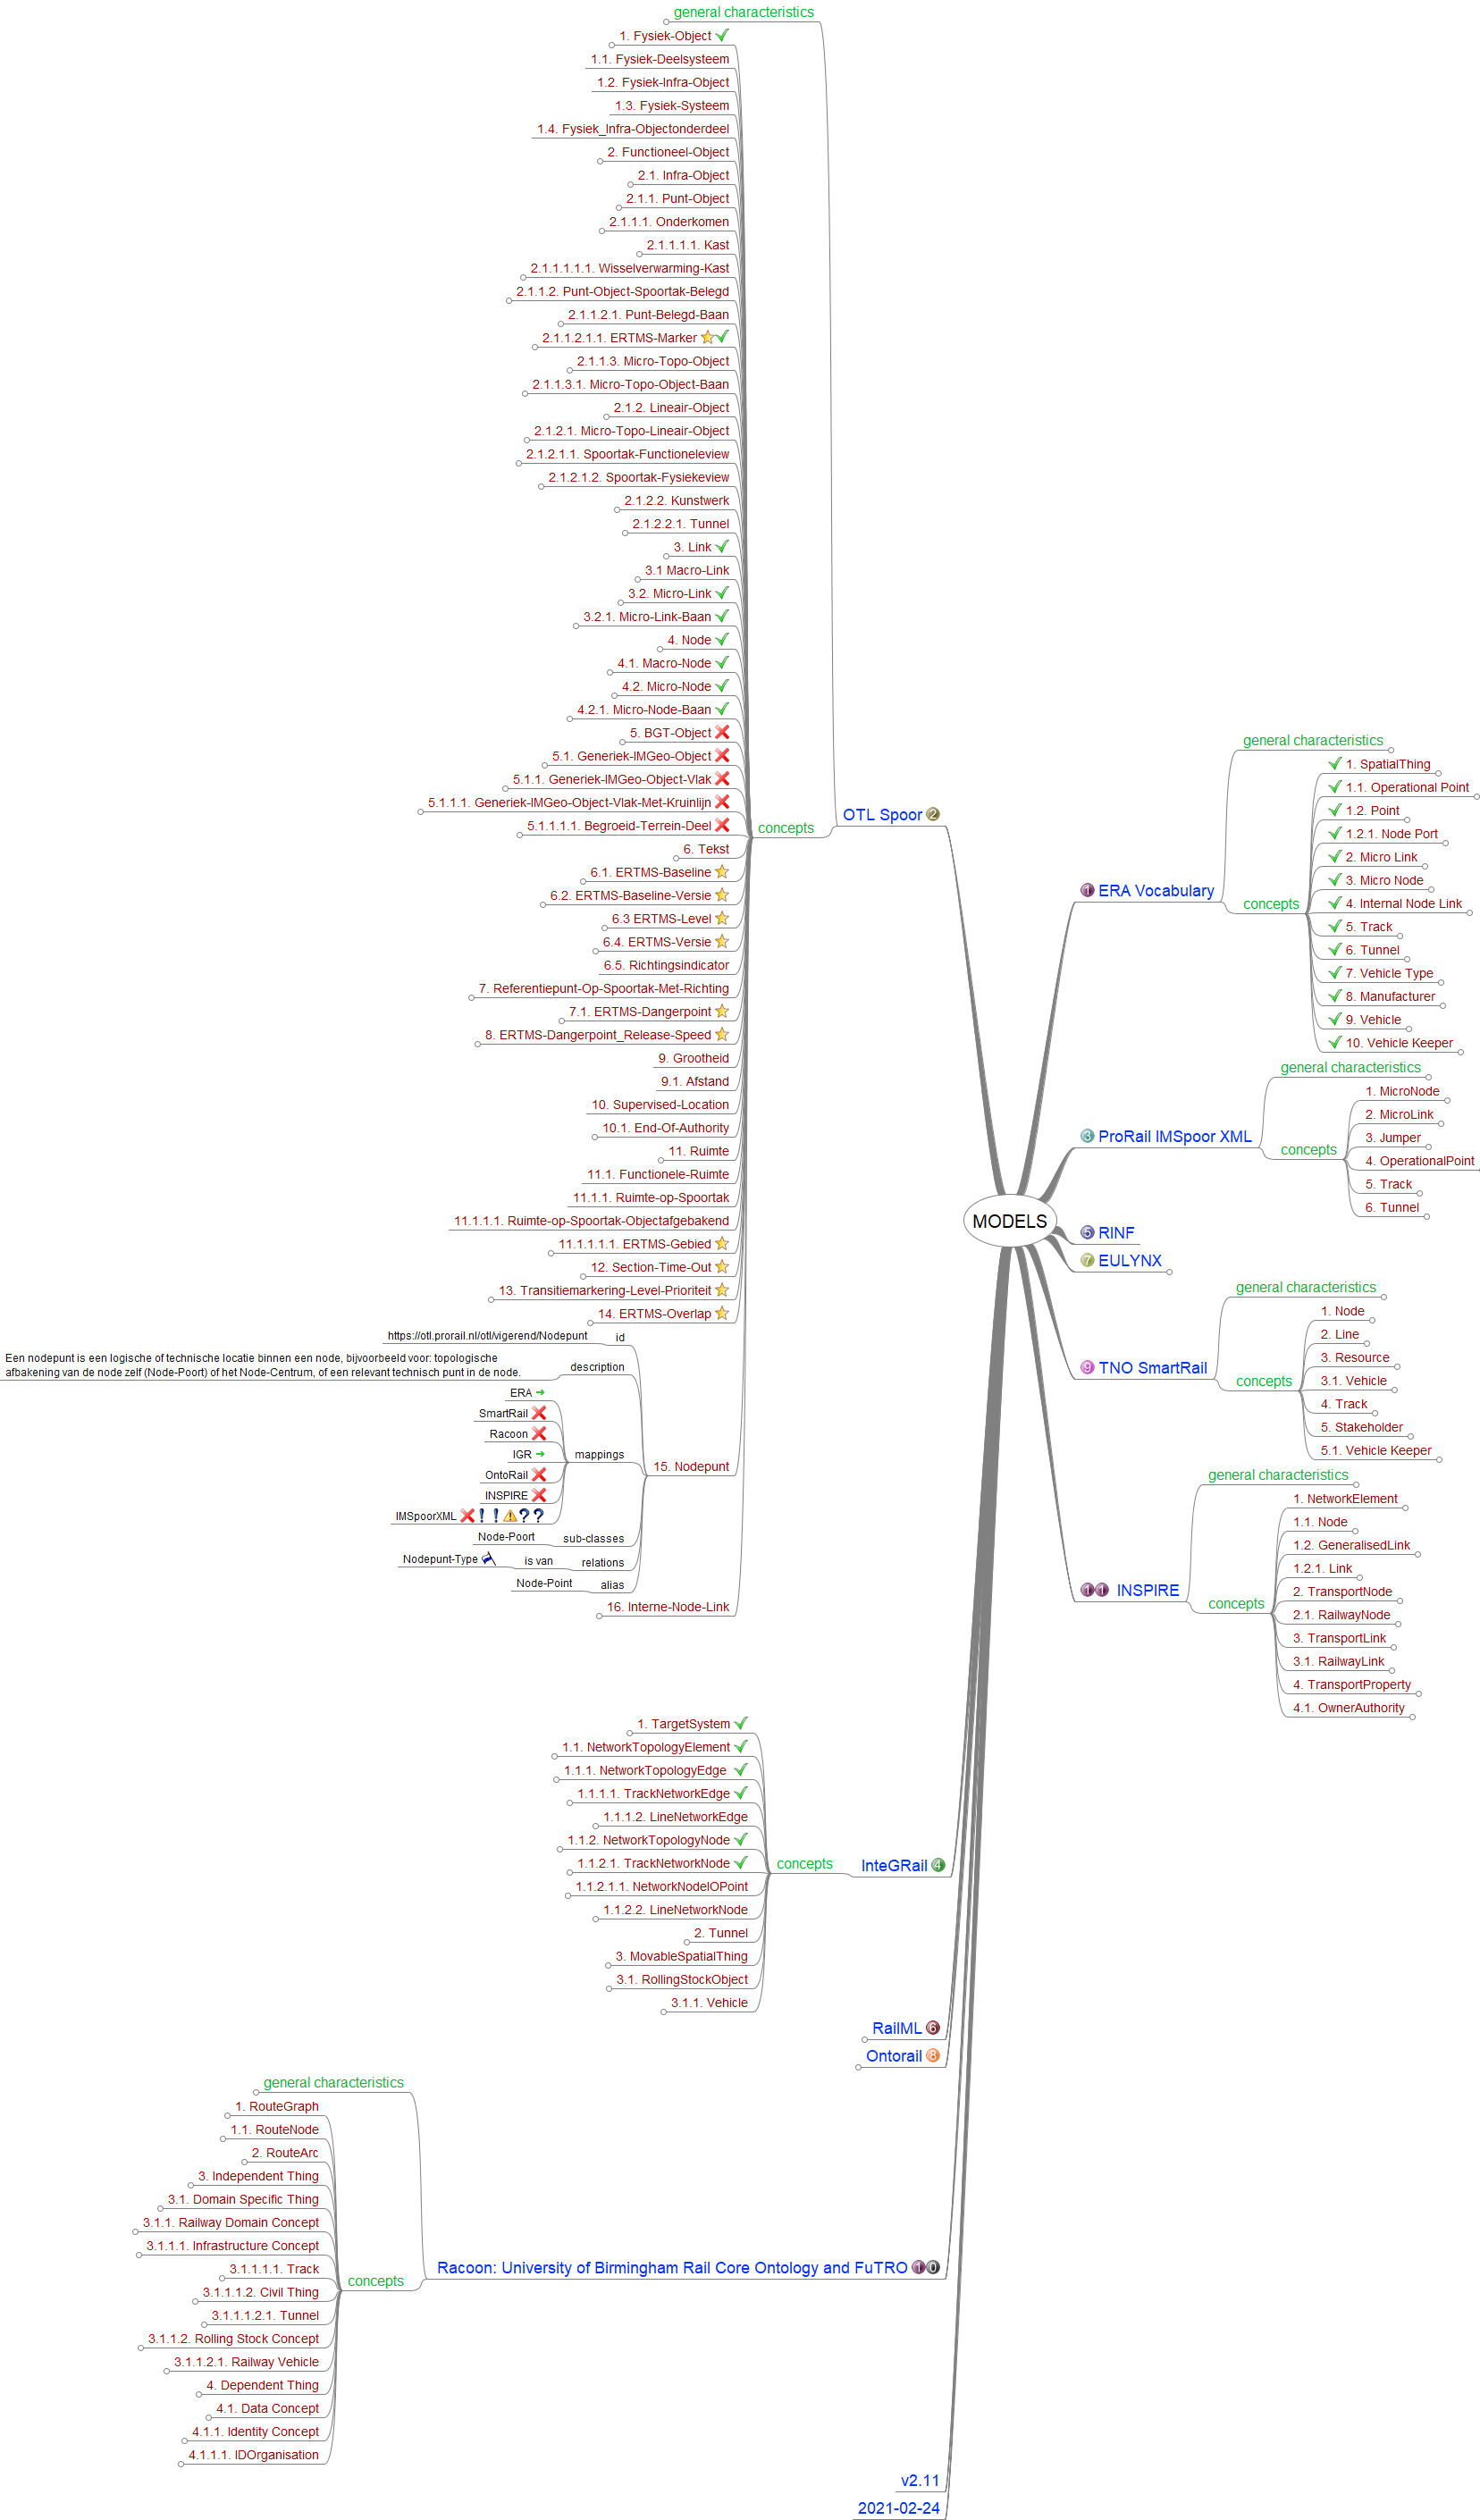 general characteristics
1. Fysiek-Object
1.1. Fysiek-Deelsysteem
1.2. Fysiek-Infra-Object
1.3. Fysiek-Systeem
1.4. Fysiek_Infra-Objectonderdeel
2. Functioneel-Object
2.1. Infra-Object
2.1.1. Punt-Object
2.1.1.1. Onderkomen
2.1.1.1.1. Kast
2.1.1.1.1.1. Wisselverwarming-Kast
2.1.1.2. Punt-Object-Spoortak-Belegd
2.1.1.2.1. Punt-Belegd-Baan
2.1.1.2.1.1. ERTMS-Marker
2.1.1.3. Micro-Topo-Object
2.1.1.3.1. Micro-Topo-Object-Baan
2.1.2. Lineair-Object
2.1.2.1. Micro-Topo-Lineair-Object
2.1.2.1.1. Spoortak-Functioneleview
2.1.2.1.2. Spoortak-Fysiekeview
2.1.2.2. Kunstwerk
2.1.2.2.1. Tunnel
3. Link
3.1 Macro-Link
3.2. Micro-Link
3.2.1. Micro-Link-Baan
4. Node
4.1. Macro-Node
4.2. Micro-Node
4.2.1. Micro-Node-Baan
5. BGT-Object
5.1. Generiek-IMGeo-Object
5.1.1. Generiek-IMGeo-Object-Vlak
5.1.1.1. Generiek-IMGeo-Object-Vlak-Met-Kruinlijn
5.1.1.1.1. Begroeid-Terrein-Deel
6. Tekst
6.1. ERTMS-Baseline
6.2. ERTMS-Baseline-Versie
6.3 ERTMS-Level
6.4. ERTMS-Versie
6.5. Richtingsindicator
7. Referentiepunt-Op-Spoortak-Met-Richting
7.1. ERTMS-Dangerpoint
8. ERTMS-Dangerpoint_Release-Speed
9. Grootheid
9.1. Afstand
10. Supervised-Location
10.1. End-Of-Authority
11. Ruimte
11.1. Functionele-Ruimte
11.1.1. Ruimte-op-Spoortak
11.1.1.1. Ruimte-op-Spoortak-Objectafgebakend
11.1.1.1.1. ERTMS-Gebied
12. Section-Time-Out
13. Transitiemarkering-Level-Prioriteit
14. ERTMS-Overlap
https://otl.prorail.nl/otl/vigerend/Nodepunt
id
Een nodepunt is een logische of technische locatie binnen een node, bijvoorbeeld voor: topologische
afbakening van de node zelf (Node-Poort) of het Node-Centrum, of een relevant technisch punt in de node.
description
ERA
SmartRail
Racoon
IGR
OntoRail
INSPIRE
IMSpoorXML
mappings
Node-Poort
sub-classes
Nodepunt-Type
is van
relations
Node-Point
alias
15. Nodepunt
16. Interne-Node-Link
concepts
OTL Spoor 2
1. TargetSystem
1.1. NetworkTopologyElement
1.1.1. NetworkTopologyEdge
1.1.1.1. TrackNetworkEdge
1.1.1.2. LineNetworkEdge
1.1.2. NetworkTopologyNode
1.1.2.1. TrackNetworkNode
1.1.2.1.1. NetworkNodeIOPoint
1.1.2.2. LineNetworkNode
2. Tunnel
3. MovableSpatialThing
3.1. RollingStockObject
3.1.1. Vehicle
concepts
InteGRail 4
RailML 6
Ontorail 8
general characteristics
1. RouteGraph
1.1. RouteNode
2. RouteArc
3. Independent Thing
3.1. Domain Specific Thing
3.1.1. Railway Domain Concept
3.1.1.1. Infrastructure Concept
3.1.1.1.1. Track
3.1.1.1.2. Civil Thing
3.1.1.1.2.1. Tunnel
3.1.1.2. Rolling Stock Concept
3.1.1.2.1. Railway Vehicle
4. Dependent Thing
4.1. Data Concept
4.1.1. Identity Concept
4.1.1.1. IDOrganisation
concepts
Racoon: University of Birmingham Rail Core Ontology and FuTRO 1 0
v2.11
2021-02-24
MODELS
1 ERA Vocabulary
general characteristics
concepts
1. SpatialThing
1.1. Operational Point
1.2. Point
1.2.1. Node Port
2. Micro Link
3. Micro Node
4. Internal Node Link
5. Track
6. Tunnel
7. Vehicle Type
8. Manufacturer
9. Vehicle
10. Vehicle Keeper
3 ProRail IMSpoor XML
general characteristics
concepts
1. MicroNode
2. MicroLink
3. Jumper
4. OperationalPoint
5. Track
6. Tunnel
5 RINF
7 EULYNX
9 TNO SmartRail
general characteristics
concepts
1. Node
2. Line
3. Resource
3.1. Vehicle
4. Track
5. Stakeholder
5.1. Vehicle Keeper
1 1 INSPIRE
general characteristics
concepts
1. NetworkElement
1.1. Node
1.2. GeneralisedLink
1.2.1. Link
2. TransportNode
2.1. RailwayNode
3. TransportLink
3.1. RailwayLink
4. TransportProperty
4.1. OwnerAuthority